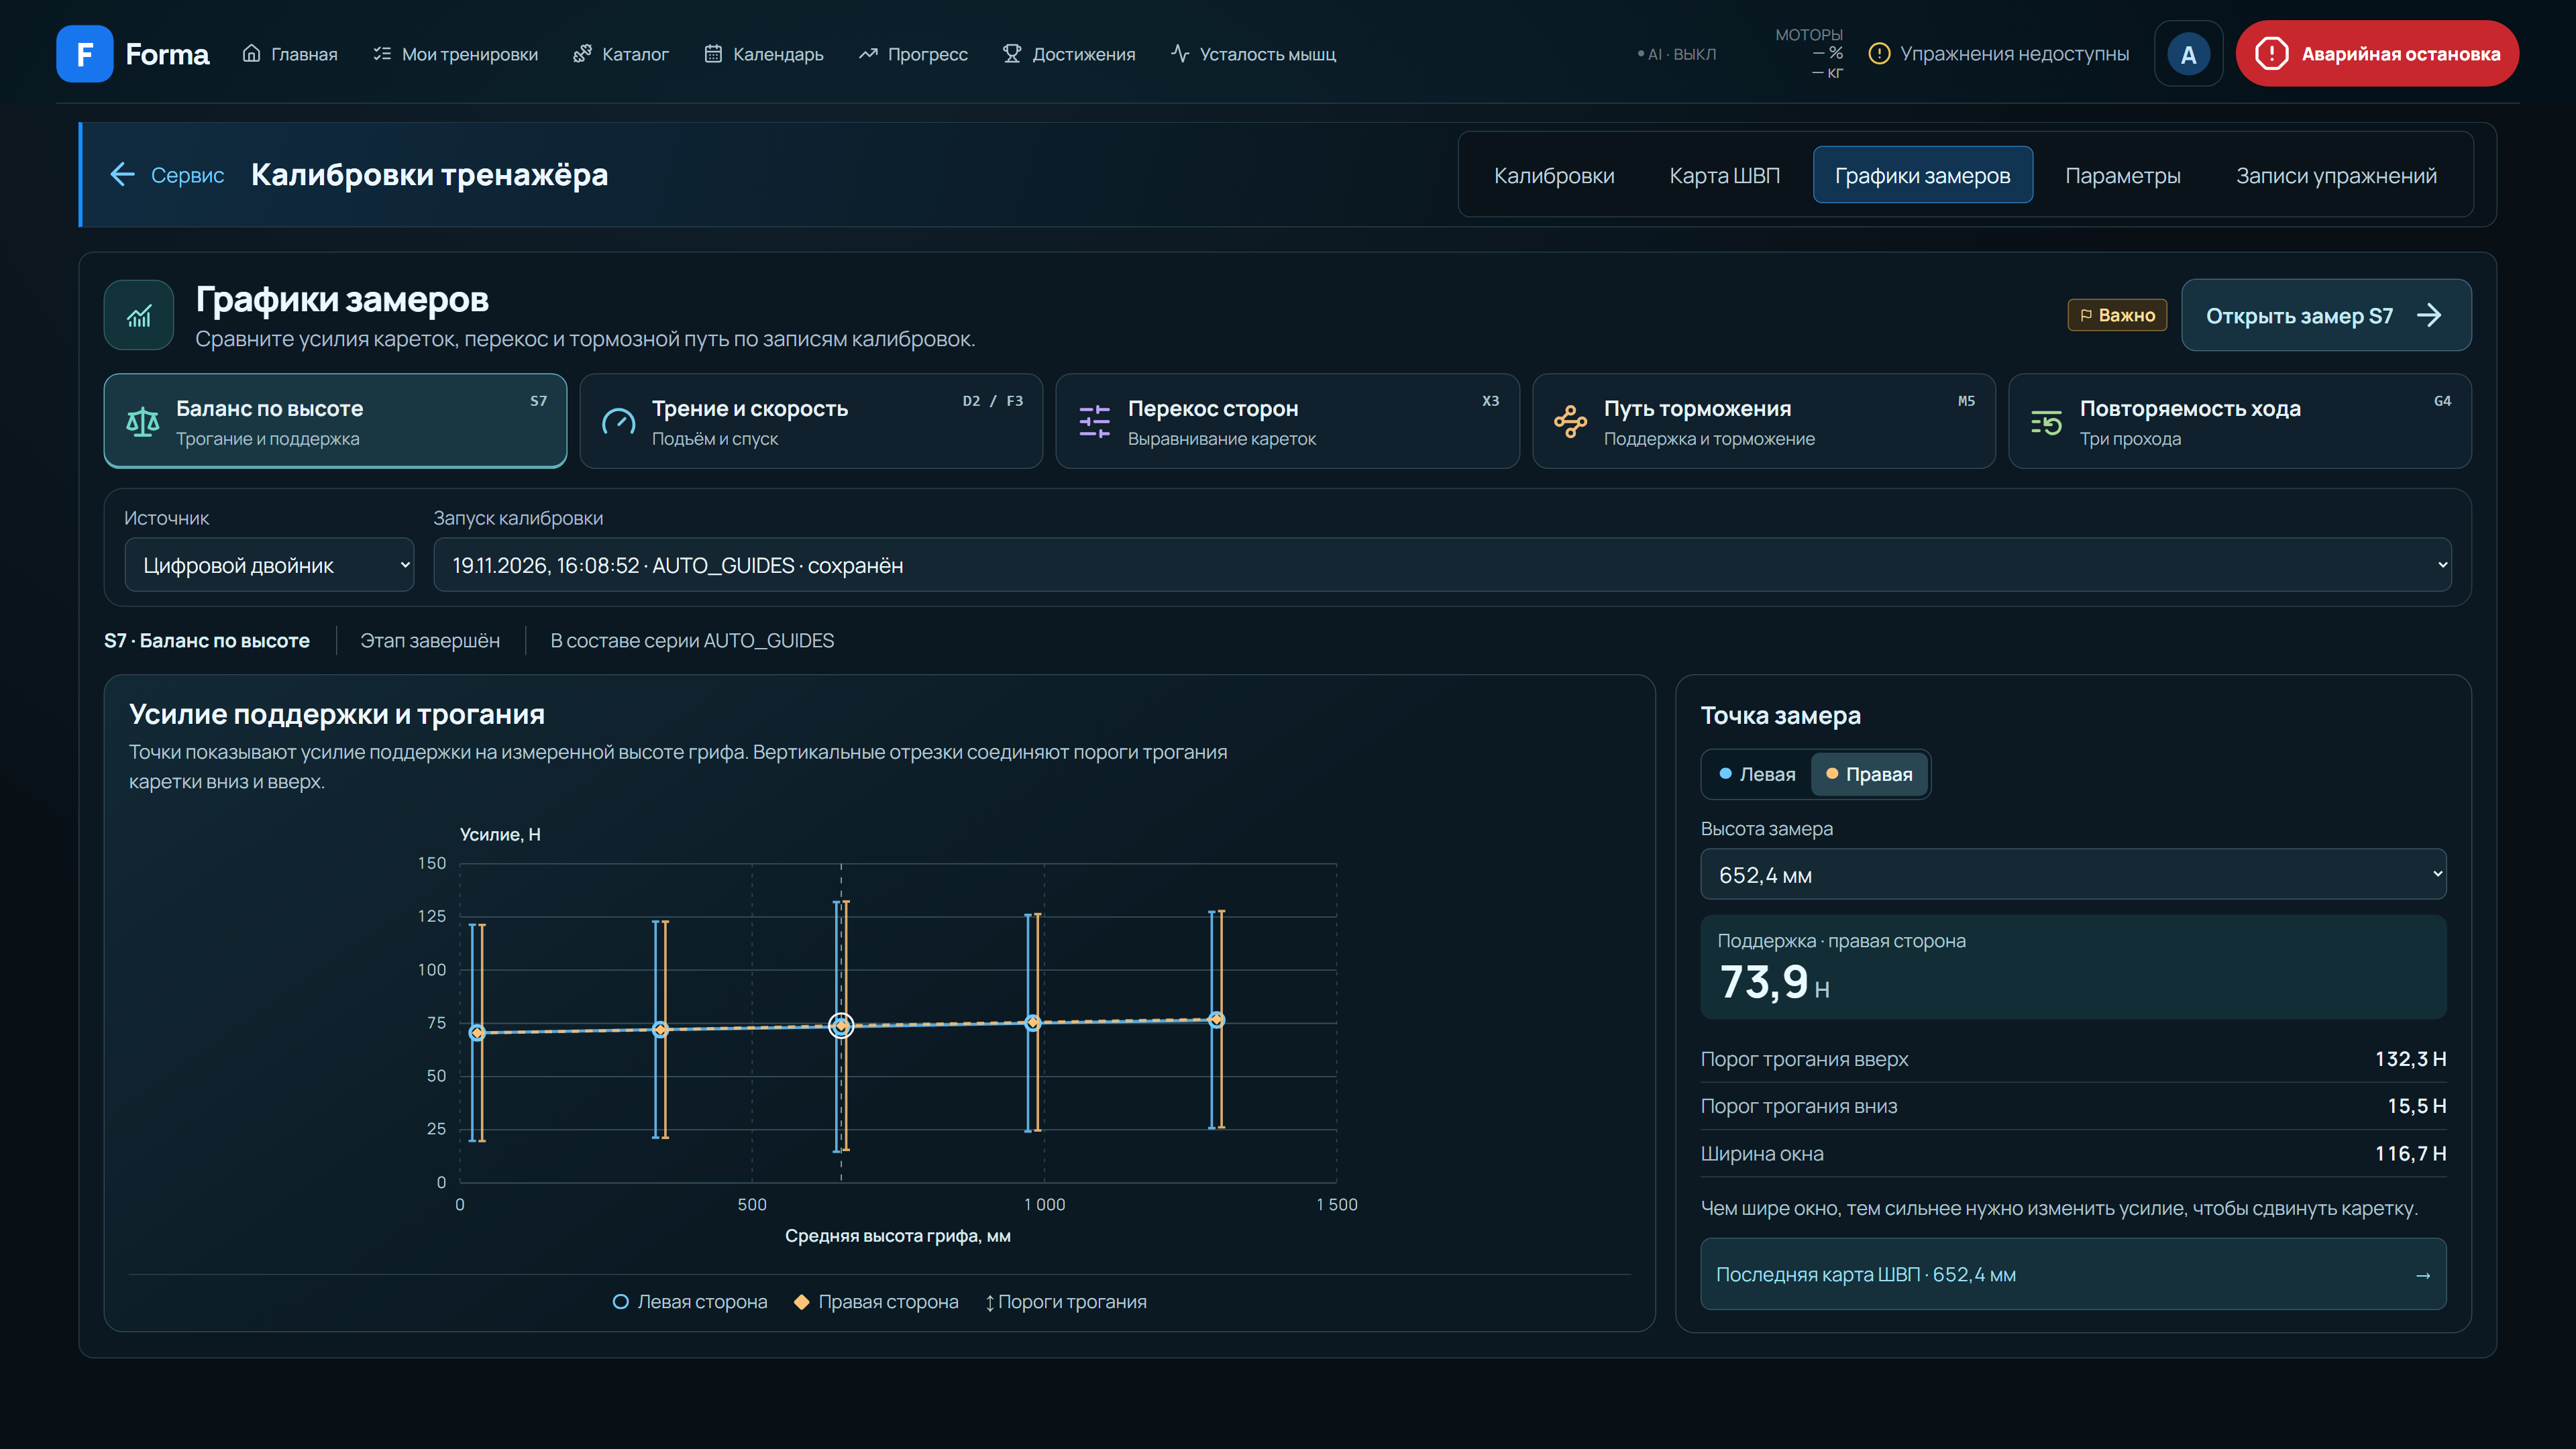 F Forma
Главная
Мои тренировки
Каталог
Календарь
Прогресс
Достижения
Усталость мышц
AI · ВЫКЛ
МОТОРЫ
— %
— кг
Упражнения недоступны
A
Аварийная остановка
← Сервис
Калибровки тренажёра
Калибровки
Карта ШВП
Графики замеров
Параметры
Записи упражнений
Графики замеров
Сравните усилия кареток, перекос и тормозной путь по записям калибровок.
Важно
Открыть замер S7 →
Баланс по высоте
S7
Трогание и поддержка
Трение и скорость
D2 / F3
Подъём и спуск
Перекос сторон
X3
Выравнивание кареток
Путь торможения
M5
Поддержка и торможение
Повторяемость хода
G4
Три прохода
Источник
Цифровой двойник
Запуск калибровки
19.11.2026, 16:08:52 · AUTO_GUIDES · сохранён
S7 · Баланс по высоте
Этап завершён
В составе серии AUTO_GUIDES
Усилие поддержки и трогания
Точки показывают усилие поддержки на измеренной высоте грифа. Вертикальные отрезки соединяют пороги трогания
каретки вниз и вверх.
Усилие, Н
150
125
100
75
50
25
0
0
500
1 000
1 500
Средняя высота грифа, мм
Левая сторона
Правая сторона
↕ Пороги трогания
Точка замера
Левая
Правая
Высота замера
652,4 мм
Поддержка · правая сторона
73,9 Н
Порог трогания вверх
132,3 Н
Порог трогания вниз
15,5 Н
Ширина окна
116,7 Н
Чем шире окно, тем сильнее нужно изменить усилие, чтобы сдвинуть каретку.
Последняя карта ШВП · 652,4 мм →